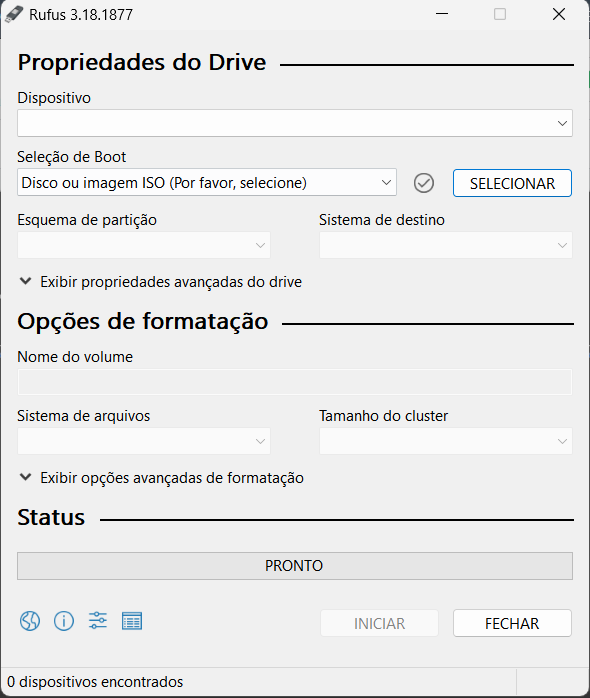 Rufus 3.18.1877
Propriedades do Drive
Dispositivo
Seleção de Boot
Disco ou imagem ISO (Por favor, selecione)
SELECIONAR
Esquema de partição
Sistema de destino
Exibir propriedades avançadas do drive
Opções de formatação
Nome do volume
Sistema de arquivos
Tamanho do cluster
Exibir opções avançadas de formatação
Status
PRONTO
INICIAR
FECHAR
0 dispositivos encontrados